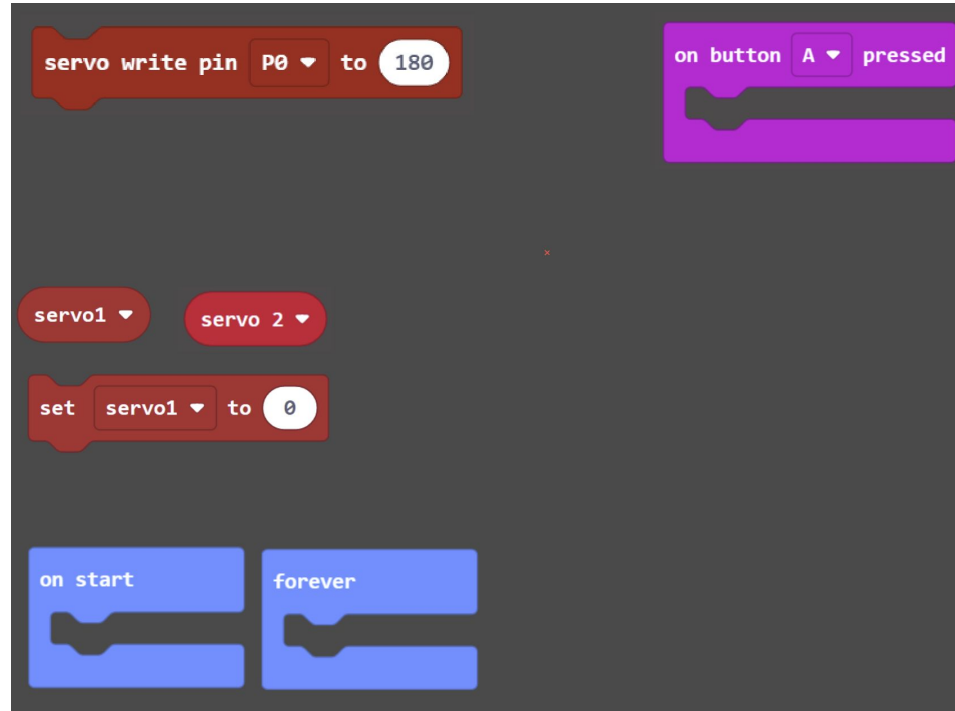 servo write pin P0 to 180
on button A pressed
servo1
servo 2
set servo1 to 0
on start
forever